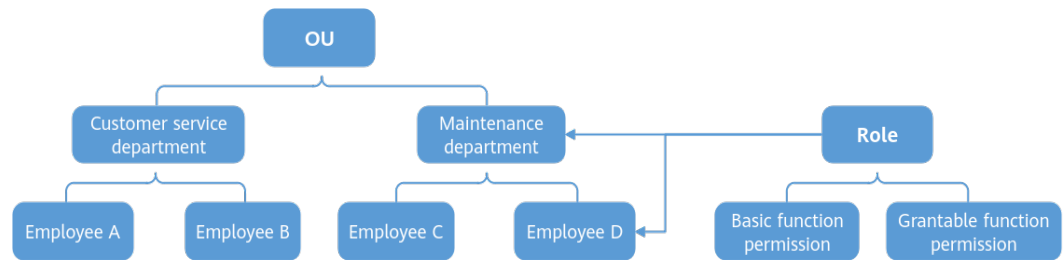 OU
Customer service
department
Maintenance
department
Role
Employee A
Employee B
Employee C
Employee D
Basic function
permission
Grantable function
permission